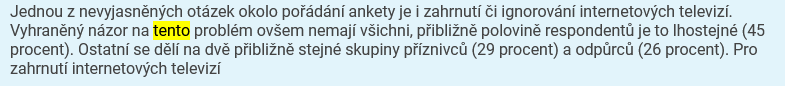 Jednou z nevyjasněných otázek okolo pořádání ankety je i zahrnutí či ignorování internetových televizí.
Vyhraněný názor na tento problém ovšem nemají všichni, přibližně polovině respondentů je to lhostejné (45
procent). Ostatní se dělí na dvě přibližně stejné skupiny příznivců (29 procent) a odpůrců (26 procent). Pro
zahrnutí internetových televizí